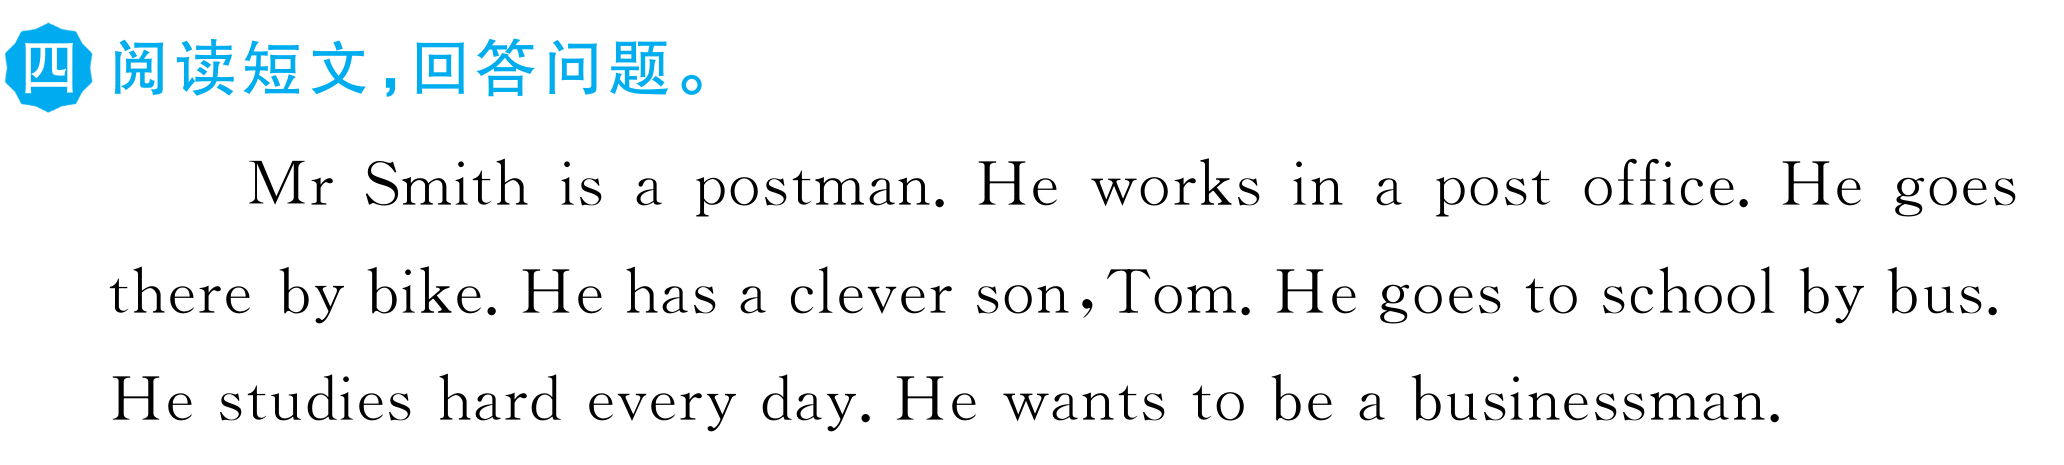 四 阅读短文,回答问题。
Mr Smith is a postman. He works in a post office. He goes
there by bike. He has a clever son,Tom. He goes to school by bus.
He studies hard every day. He wants to be a businessman.